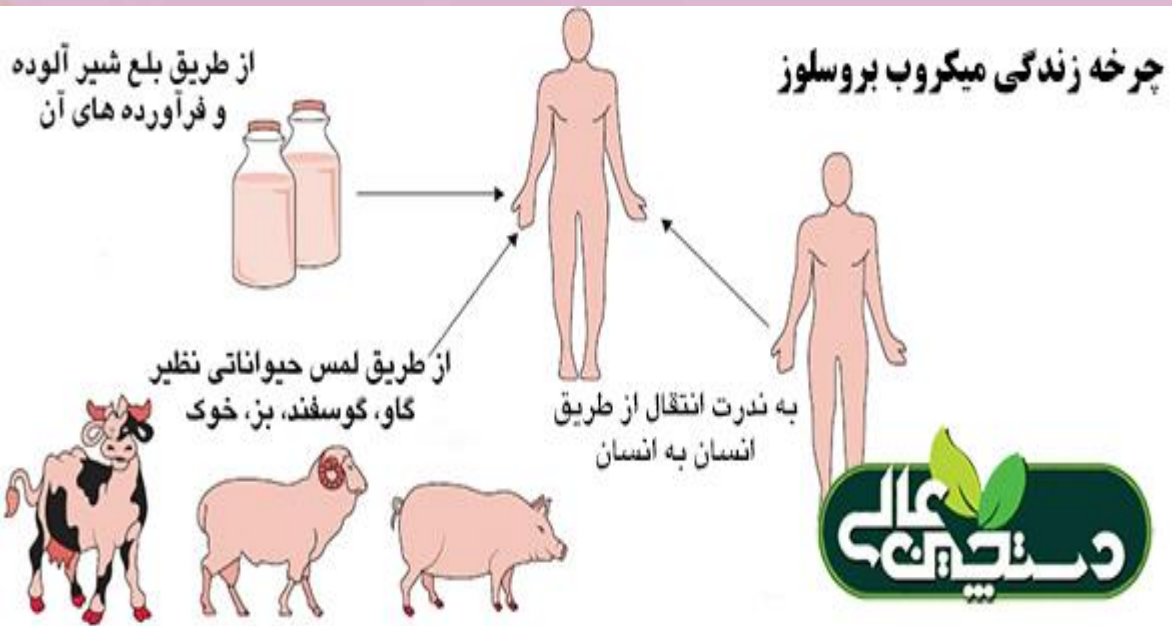 چرخه زندگی میکروب بروسلوز
از طریق بلع شیر آلوده
و فرآورده های آن
از طریق لمس حیواناتی نظیر
گاو، گوسفند، بز، خوک
به ندرت انتقال از طریق
انسان به انسان
دستچین عالی